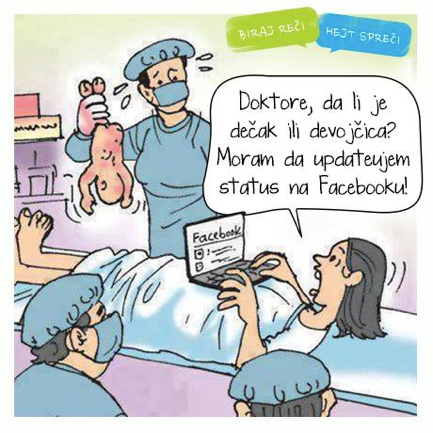 BIRAJ REČI
HEJT SPREČI
Doktore, da li je
dečak ili devojčica?
Moram da updateujem
status na Facebooku!
Facebook